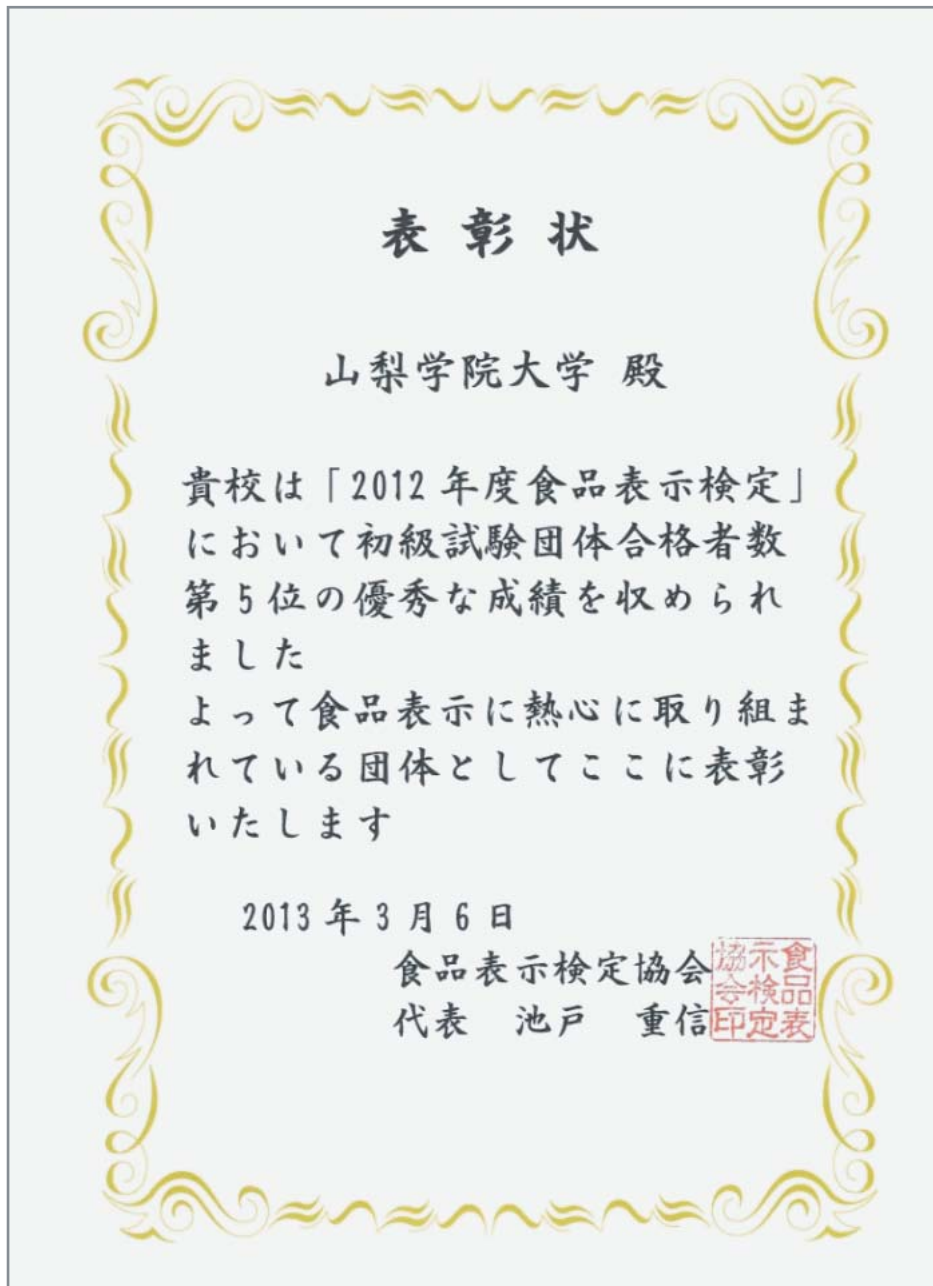 表彰状
山梨学院大学 殿
貴校は「2012年度食品表示検定」
において初級試験団体合格者数
第5位の優秀な成績を収められ
ました
よって食品表示に熱心に取り組ま
れている団体としてここに表彰
いたします
2013年3月6日
食品表示検定協会
代表 池戸 重信
食品表示検定協会印